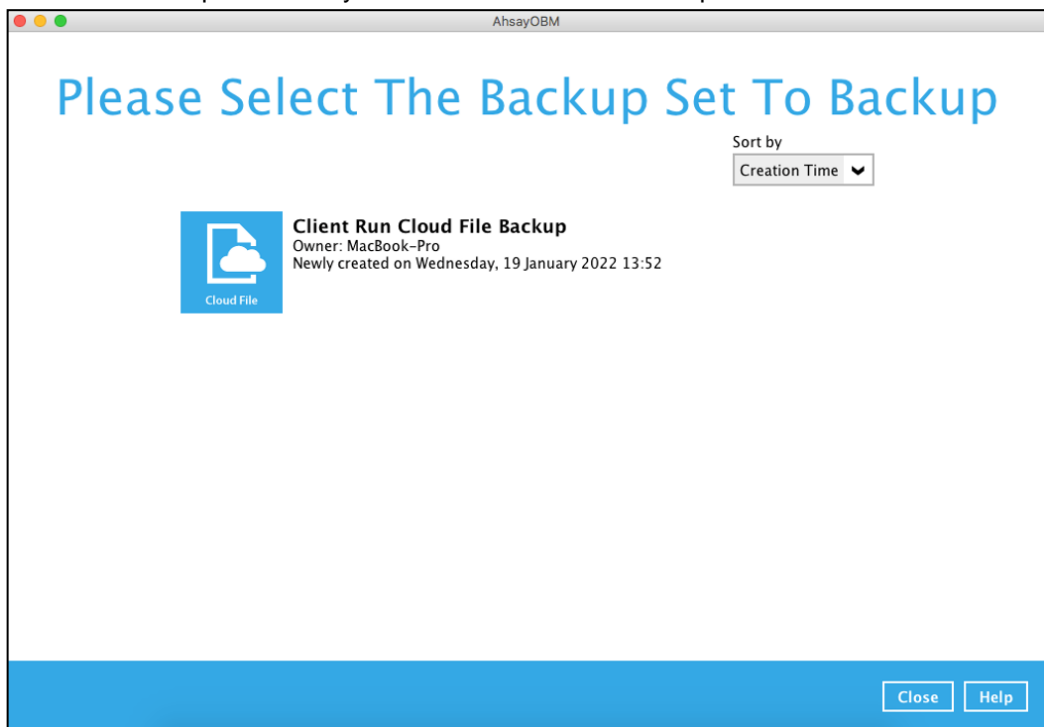 AhsayOBM
Please Select The Backup Set To Backup
Sort by
Creation Time
Client Run Cloud File Backup
Owner: MacBook-Pro
Newly created on Wednesday, 19 January 2022 13:52
Cloud File
Close Help